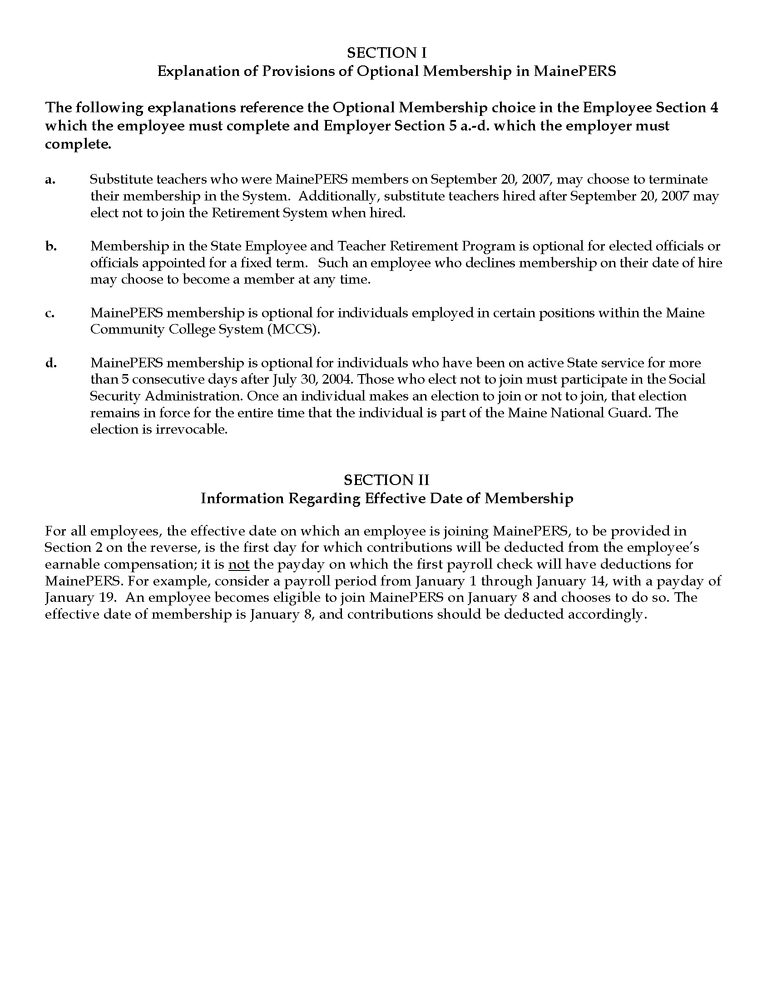 SECTION I
Explanation of Provisions of Optional Membership in MainePERS
The following explanations reference the Optional Membership choice in the Employee Section 4
which the employee must complete and Employer Section 5 a.-d. which the employer must
complete.
a. Substitute teachers who were MainePERS members on September 20, 2007, may choose to terminate
their membership in the System.  Additionally, substitute teachers hired after September 20, 2007 may
elect not to join the Retirement System when hired.
b. Membership in the State Employee and Teacher Retirement Program is optional for elected officials or
officials appointed for a fixed term.   Such an employee who declines membership on their date of hire
may choose to become a member at any time.
c. MainePERS membership is optional for individuals employed in certain positions within the Maine
Community College System (MCCS).
d. MainePERS membership is optional for individuals who have been on active State service for more
than 5 consecutive days after July 30, 2004. Those who elect not to join must participate in the Social
Security Administration. Once an individual makes an election to join or not to join, that election
remains in force for the entire time that the individual is part of the Maine National Guard. The
election is irrevocable.
SECTION II
Information Regarding Effective Date of Membership
For all employees, the effective date on which an employee is joining MainePERS, to be provided in
Section 2 on the reverse, is the first day for which contributions will be deducted from the employee’s
earnable compensation; it is not the payday on which the first payroll check will have deductions for
MainePERS. For example, consider a payroll period from January 1 through January 14, with a payday of
January 19.  An employee becomes eligible to join MainePERS on January 8 and chooses to do so. The
effective date of membership is January 8, and contributions should be deducted accordingly.